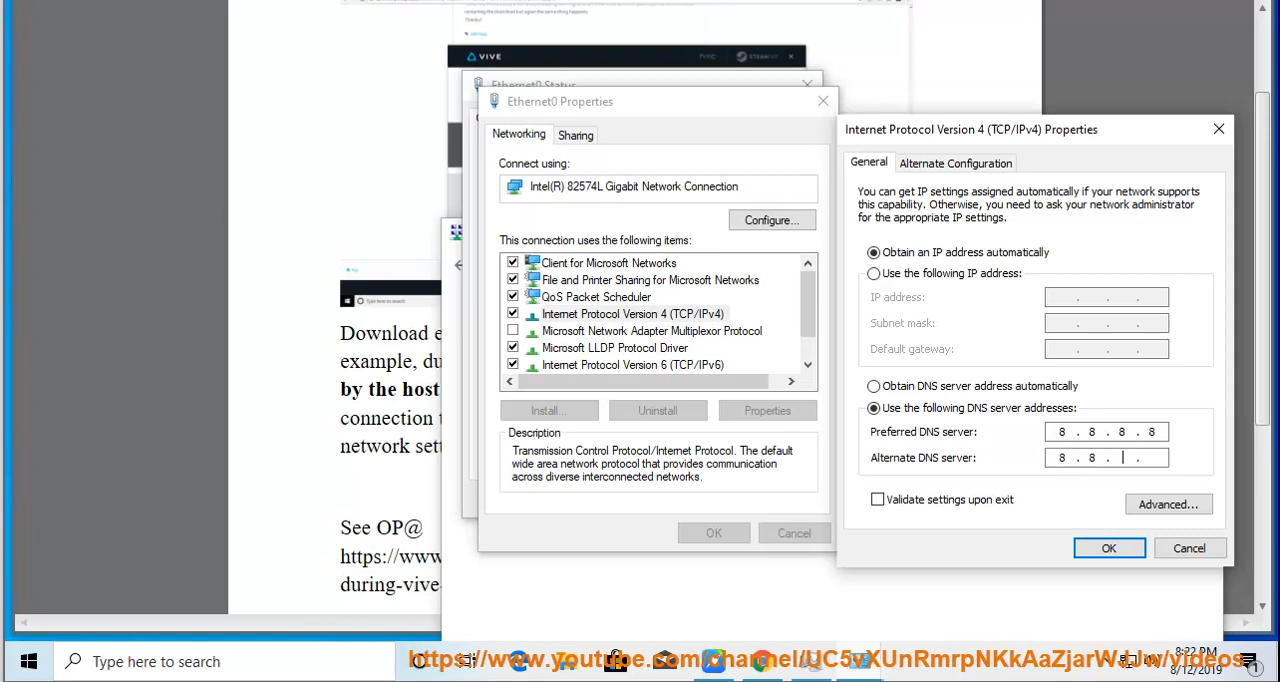 Thanks!
VIVE
Ethernet0 Status
Ethernet0 Properties
Networking
Sharing
Connect using:
Intel(R) 82574L Gigabit Network Connection
Configure...
This connection uses the following items:
Client for Microsoft Networks
File and Printer Sharing for Microsoft Networks
QoS Packet Scheduler
Internet Protocol Version 4 (TCP/IPv4)
Microsoft Network Adapter Multiplexor Protocol
Microsoft LLDP Protocol Driver
Internet Protocol Version 6 (TCP/IPv6)
Install...
Uninstall
Properties
Description
Transmission Control Protocol/Internet Protocol. The default
wide area network protocol that provides communication
across diverse interconnected networks.
OK
Cancel
Internet Protocol Version 4 (TCP/IPv4) Properties
General
Alternate Configuration
You can get IP settings assigned automatically if your network supports
this capability. Otherwise, you need to ask your network administrator
for the appropriate IP settings.
Obtain an IP address automatically
Use the following IP address:
IP address:
. . .
Subnet mask:
. . .
Default gateway:
. . .
Obtain DNS server address automatically
Use the following DNS server addresses:
Preferred DNS server:
8 . 8 . 8 . 8
Alternate DNS server:
8 . 8 . .
Validate settings upon exit
Advanced...
OK
Cancel
Type here to search
Download e
example, du
by the host
connection t
network set
See OP@
https://www
during-vive
Type here to search
8:22 PM
8/12/2019
1